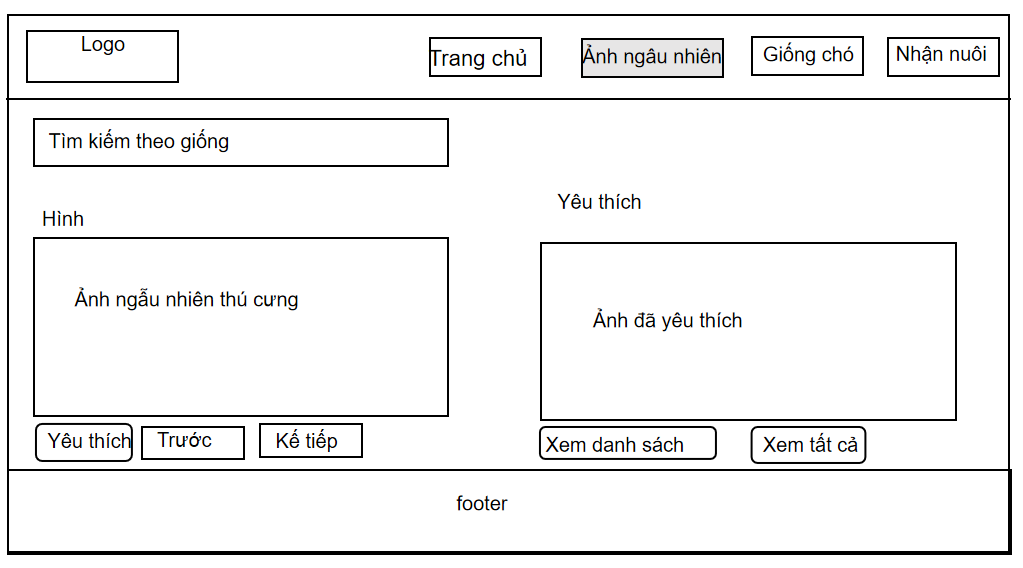 Logo
Trang chủ
Ảnh ngâu nhiên
Giống chó
Nhận nuôi
Tìm kiếm theo giống
Hình
Yêu thích
Ảnh ngẫu nhiên thú cưng
Ảnh đã yêu thích
Yêu thích
Trước
Kế tiếp
Xem danh sách
Xem tất cả
footer